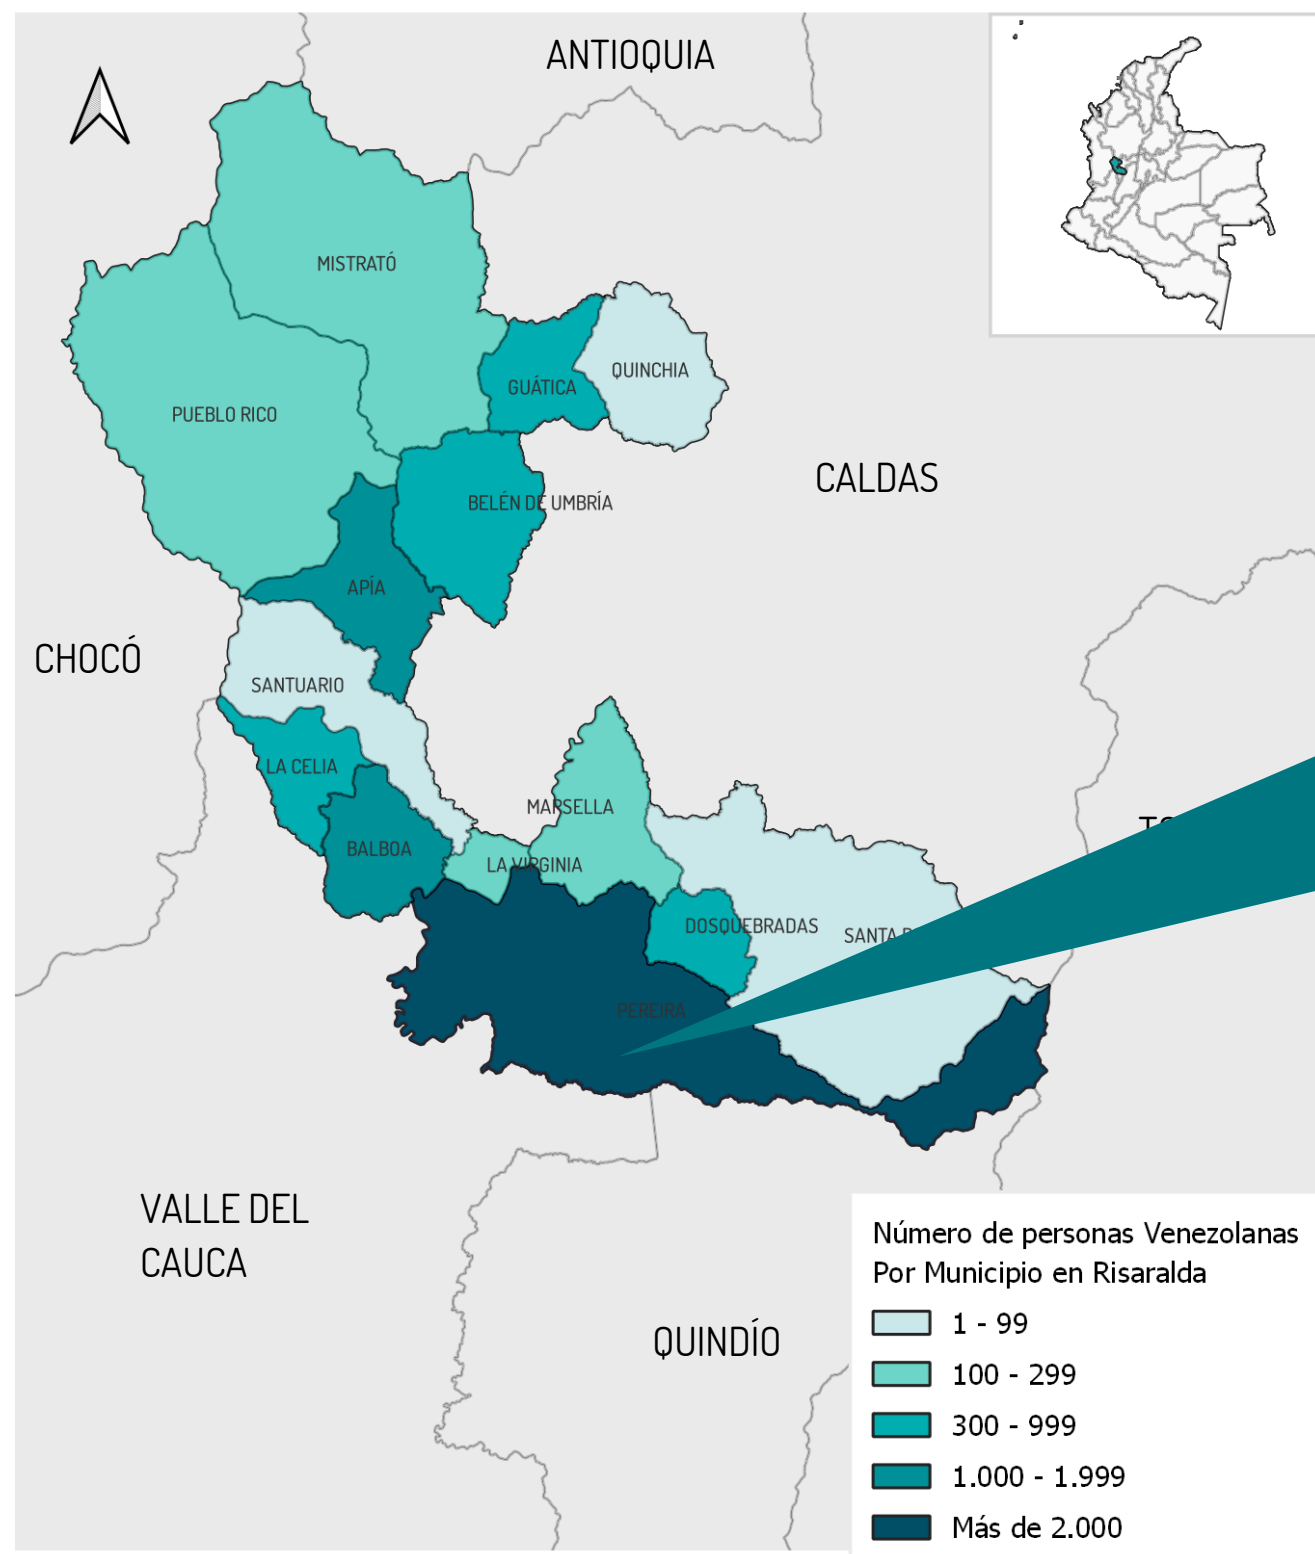 ANTIOQUIA
MISTRATÓ
QUINCHIA
GUÁTICA
PUEBLO RICO
CALDAS
BELÉN DE UMBRÍA
APÍA
CHOCÓ
SANTUARIO
LA CELIA
MARSELLA
BALBOA
LA VIRGINIA
DOSQUEBRADAS
SANTA
PEREIRA
VALLE DEL
CAUCA
QUINDÍO
Número de personas Venezolanas
Por Municipio en Risaralda
1 - 99
100 - 299
300 - 999
1.000 - 1.999
Más de 2.000